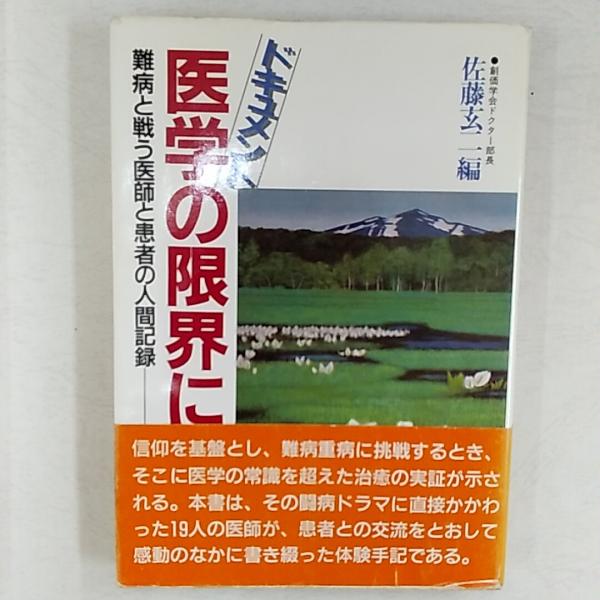 ●創価学会ドクター部長
佐藤玄二編
ドキュメント
医学の限界に
難病と戦う医師と患者の人間記録――
信仰を基盤とし、難病重病に挑戦するとき、
そこに医学の常識を超えた治癒の実証が示さ
れる。本書は、その闘病ドラマに直接かかわ
った19人の医師が、患者との交流をとおして
感動のなかに書き綴った体験手記である。